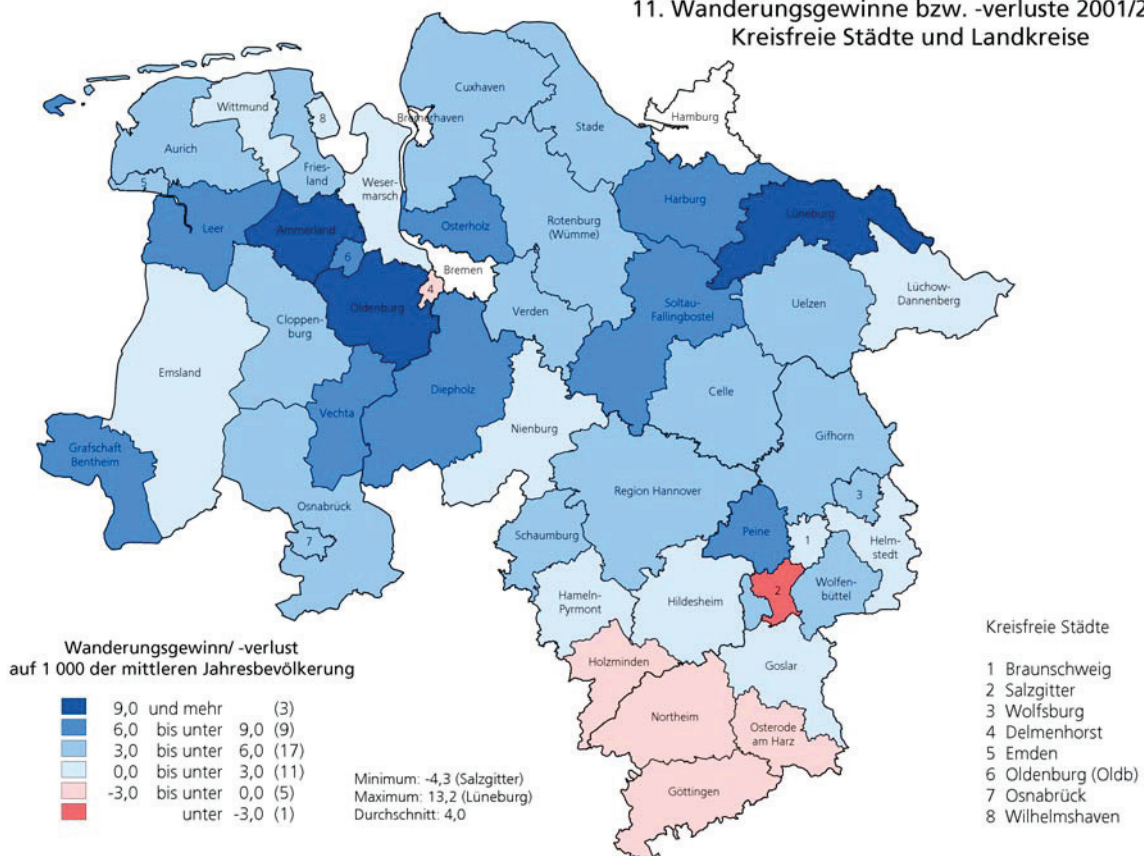 11. Wanderungsgewinne bzw. -verluste 2001/2
Kreisfreie Städte und Landkreise
Cuxhaven
Wittmund
Bremerhaven
Hamburg
8
Stade
Aurich
Fries-
land
5
Weser-
marsch
Harburg
Lüneburg
Leer
Ammerland
Osterholz
Rotenburg
(Wümme)
6
Bremen
4
Lüchow-
Dannenberg
Oldenburg
Soltau-
Fallingbostel
Uelzen
Verden
Cloppen-
burg
Emsland
Diepholz
Celle
Vechta
Nienburg
Gifhorn
Grafschaft
Bentheim
Region Hannover
3
Osnabrück
Schaumburg
Peine
7
1
Helm-
stedt
Wolfen-
büttel
2
Hameln-
Pyrmont
Hildesheim
Holzminden
Goslar
Northeim
Osterode
am Harz
Göttingen
Wanderungsgewinn/ -verlust
auf 1 000 der mittleren Jahresbevölkerung
9,0 und mehr (3)
6,0 bis unter 9,0 (9)
3,0 bis unter 6,0 (17)
0,0 bis unter 3,0 (11)
-3,0 bis unter 0,0 (5)
unter -3,0 (1)
Minimum: -4,3 (Salzgitter)
Maximum: 13,2 (Lüneburg)
Durchschnitt: 4,0
Kreisfreie Städte
1 Braunschweig
2 Salzgitter
3 Wolfsburg
4 Delmenhorst
5 Emden
6 Oldenburg (Oldb)
7 Osnabrück
8 Wilhelmshaven